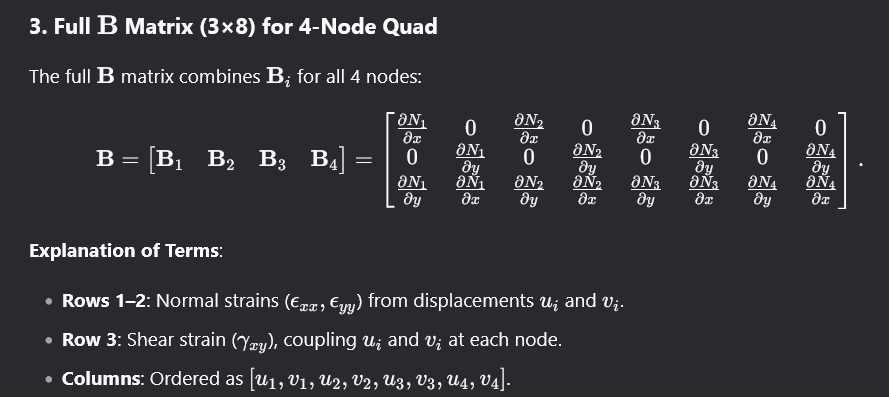 3. Full B Matrix (3×8) for 4-Node Quad
The full B matrix combines B_i for all 4 nodes:
B = [B₁ B₂ B₃ B₄] = [ ∂N₁/∂x 0 ∂N₂/∂x 0 ∂N₃/∂x 0 ∂N₄/∂x 0
0 ∂N₁/∂y 0 ∂N₂/∂y 0 ∂N₃/∂y 0 ∂N₄/∂y
∂N₁/∂y ∂N₁/∂x ∂N₂/∂y ∂N₂/∂x ∂N₃/∂y ∂N₃/∂x ∂N₄/∂y ∂N₄/∂x ] .
Explanation of Terms:
• Rows 1–2: Normal strains (ϵ_xx, ϵ_yy) from displacements u_i and v_i.
• Row 3: Shear strain (γ_xy), coupling u_i and v_i at each node.
• Columns: Ordered as [u₁, v₁, u₂, v₂, u₃, v₃, u₄, v₄].